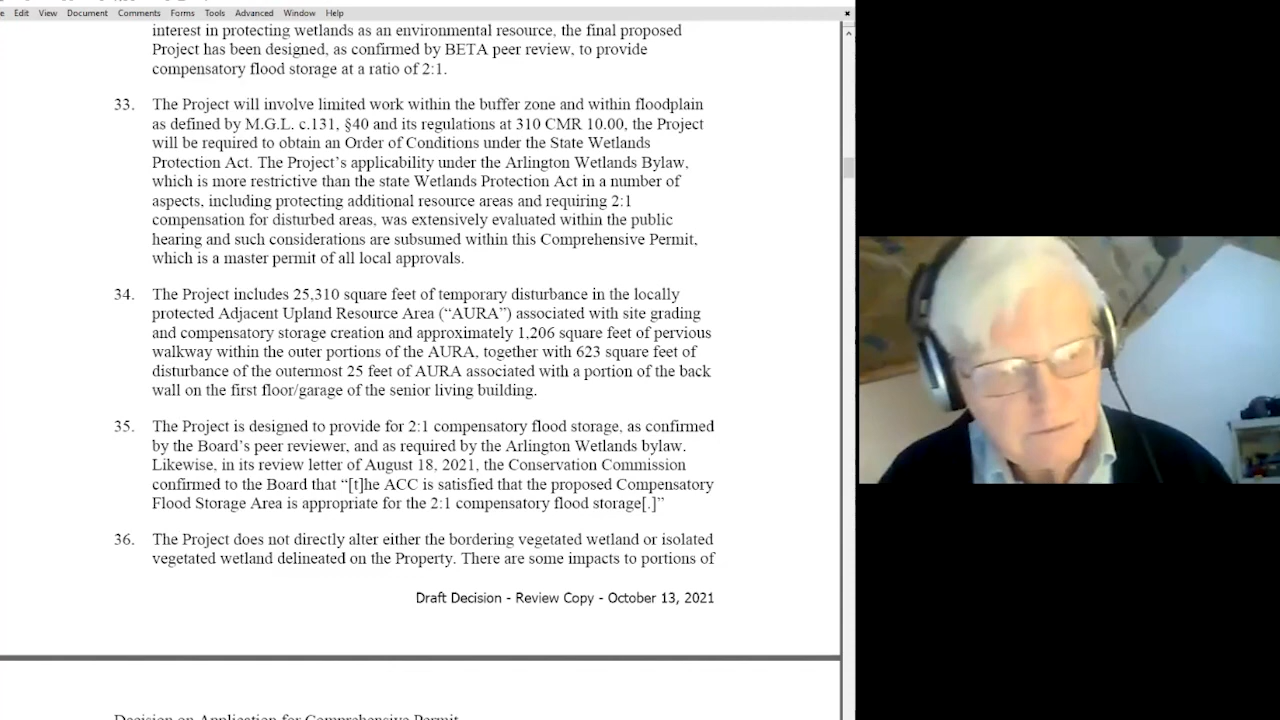 e Edit View Document Comments Forms Tools Advanced Window Help
interest in protecting wetlands as an environmental resource, the final proposed
Project has been designed, as confirmed by BETA peer review, to provide
compensatory flood storage at a ratio of 2:1.
33. The Project will involve limited work within the buffer zone and within floodplain
as defined by M.G.L. c.131, §40 and its regulations at 310 CMR 10.00, the Project
will be required to obtain an Order of Conditions under the State Wetlands
Protection Act. The Project's applicability under the Arlington Wetlands Bylaw,
which is more restrictive than the state Wetlands Protection Act in a number of
aspects, including protecting additional resource areas and requiring 2:1
compensation for disturbed areas, was extensively evaluated within the public
hearing and such considerations are subsumed within this Comprehensive Permit,
which is a master permit of all local approvals.
34. The Project includes 25,310 square feet of temporary disturbance in the locally
protected Adjacent Upland Resource Area ("AURA") associated with site grading
and compensatory storage creation and approximately 1,206 square feet of pervious
walkway within the outer portions of the AURA, together with 623 square feet of
disturbance of the outermost 25 feet of AURA associated with a portion of the back
wall on the first floor/garage of the senior living building.
35. The Project is designed to provide for 2:1 compensatory flood storage, as confirmed
by the Board's peer reviewer, and as required by the Arlington Wetlands bylaw.
Likewise, in its review letter of August 18, 2021, the Conservation Commission
confirmed to the Board that "[t]he ACC is satisfied that the proposed Compensatory
Flood Storage Area is appropriate for the 2:1 compensatory flood storage[.]"
36. The Project does not directly alter either the bordering vegetated wetland or isolated
vegetated wetland delineated on the Property. There are some impacts to portions of
Draft Decision - Review Copy - October 13, 2021
Decision on Application for Comprehensive Permit